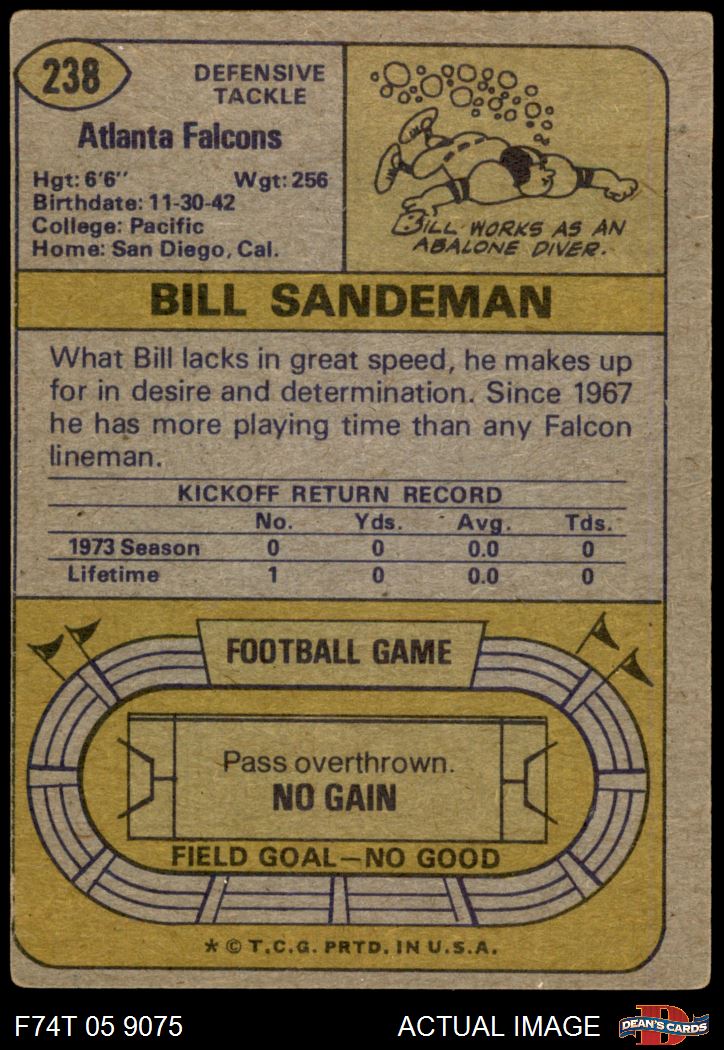 238
DEFENSIVE
TACKLE
Atlanta Falcons
Hgt: 6'6" Wgt: 256
Birthdate: 11-30-42
College: Pacific
Home: San Diego, Cal.
BILL WORKS AS AN
ABALONE DIVER.
BILL SANDEMAN
What Bill lacks in great speed, he makes up
for in desire and determination. Since 1967
he has more playing time than any Falcon
lineman.
KICKOFF RETURN RECORD
No. Yds. Avg. Tds.
1973 Season 0 0 0.0 0
Lifetime 1 0 0.0 0
FOOTBALL GAME
Pass overthrown.
NO GAIN
FIELD GOAL—NO GOOD
* © T.C.G. PRTD. IN U.S.A.
F74T 05 9075 ACTUAL IMAGE
D
DEAN'S CARDS